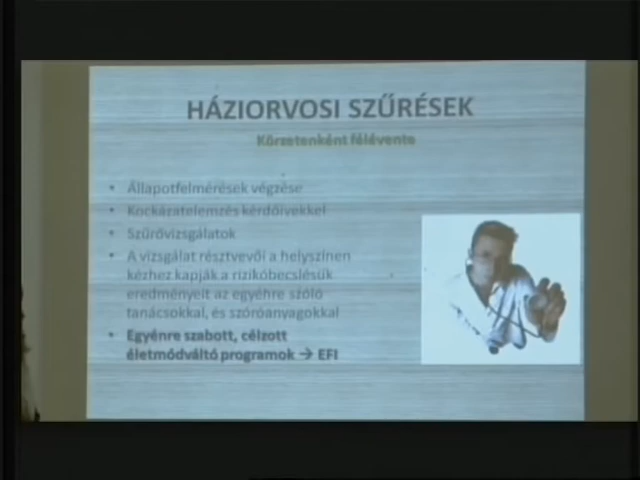 HÁZIORVOSI SZŰRÉSEK
Körzetenként félévente
• Állapotfelmérések végzése
• Kockázatelemzés kérdőívekkel
• Szűrővizsgálatok
• A vizsgálat résztvevői a helyszínen
kézhez kapják a rizikóbecslésük
eredményeit az egyénre szóló
tanácsokkal, és szóróanyagokkal
• Egyénre szabott, célzott
életmódváltó programok → EFI